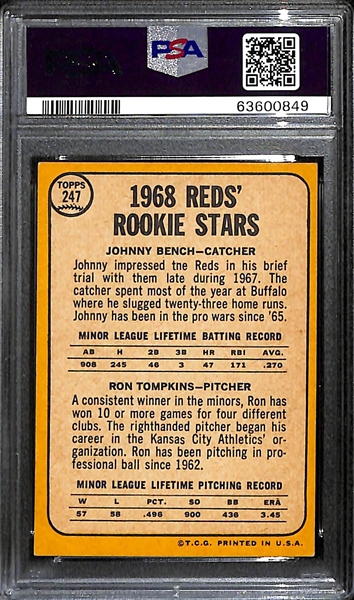 PSA
63600849
TOPPS
247
1968 REDS'
ROOKIE STARS
JOHNNY BENCH—CATCHER
Johnny impressed tne Reds in his brief
trial with them late during 1967. The
catcher spent most of the year at Buffalo
where he slugged twenty-three home runs.
Johnny has been in the pro wars since '65.
MINOR LEAGUE LIFETIME BATTING RECORD
AB H 2B 3B HR RBI AVG.
908 245 46 3 47 171 .270
RON TOMPKINS—PITCHER
A consistent winner in the minors, Ron has
won 10 or more games for four different
clubs. The righthanded pitcher began his
career in the Kansas City Athletics' or-
ganization. Ron has been pitching in pro-
fessional ball since 1962.
MINOR LEAGUE LIFETIME PITCHING RECORD
W L PCT. SO BB ERA
57 58 .496 900 436 3.45
©T.C.G. PRINTED IN U.S.A.